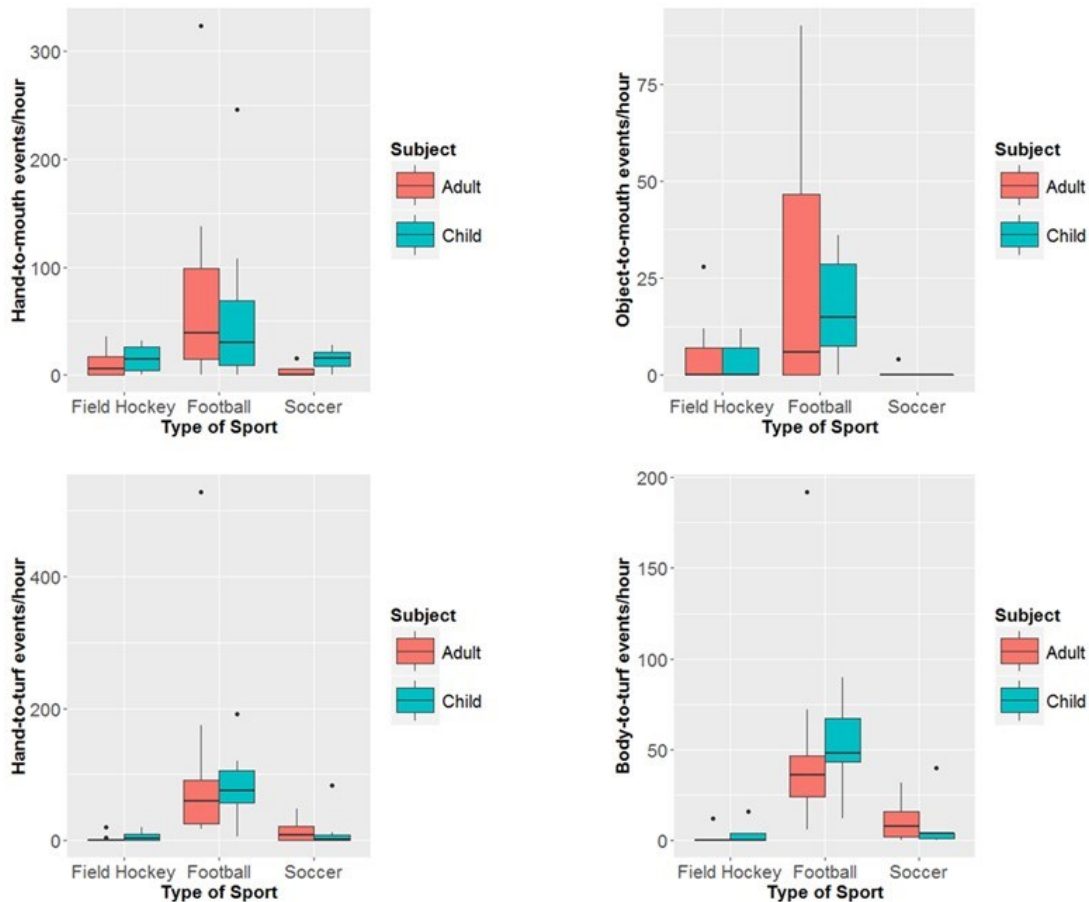 Hand-to-mouth events/hour
300
200
100
0
Field Hockey Football Soccer
Type of Sport
Subject
Adult
Child
Object-to-mouth events/hour
75
50
25
0
Field Hockey Football Soccer
Type of Sport
Subject
Adult
Child
Hand-to-turf events/hour
400
200
0
Field Hockey Football Soccer
Type of Sport
Subject
Adult
Child
Body-to-turf events/hour
200
150
100
50
0
Field Hockey Football Soccer
Type of Sport
Subject
Adult
Child